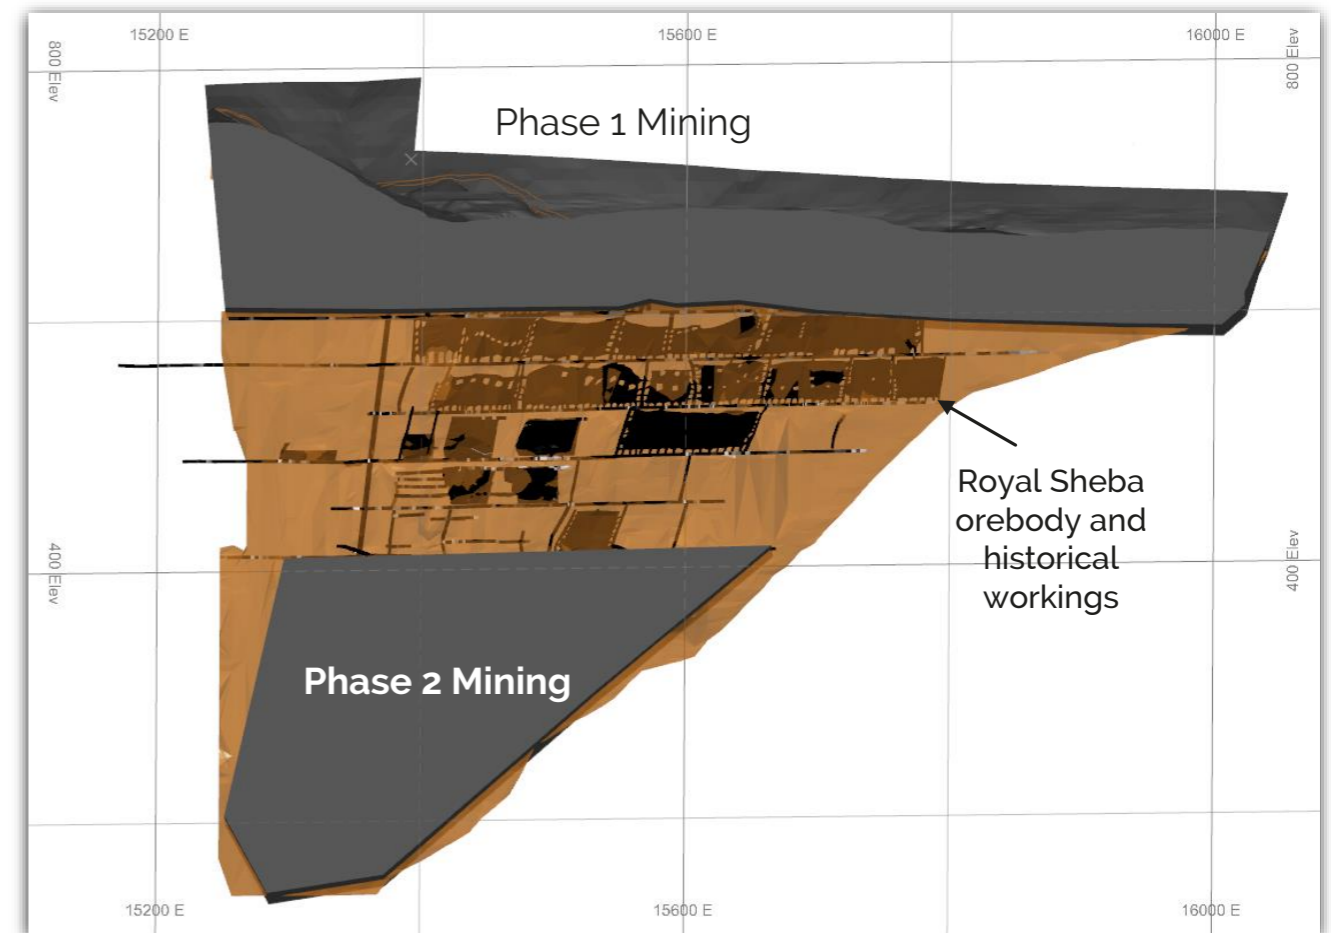 15200 E
15600 E
16000 E
800 Elev
800 Elev
Phase 1 Mining
Royal Sheba
orebody and
historical
workings
400 Elev
400 Elev
Phase 2 Mining
15200 E
15600 E
16000 E